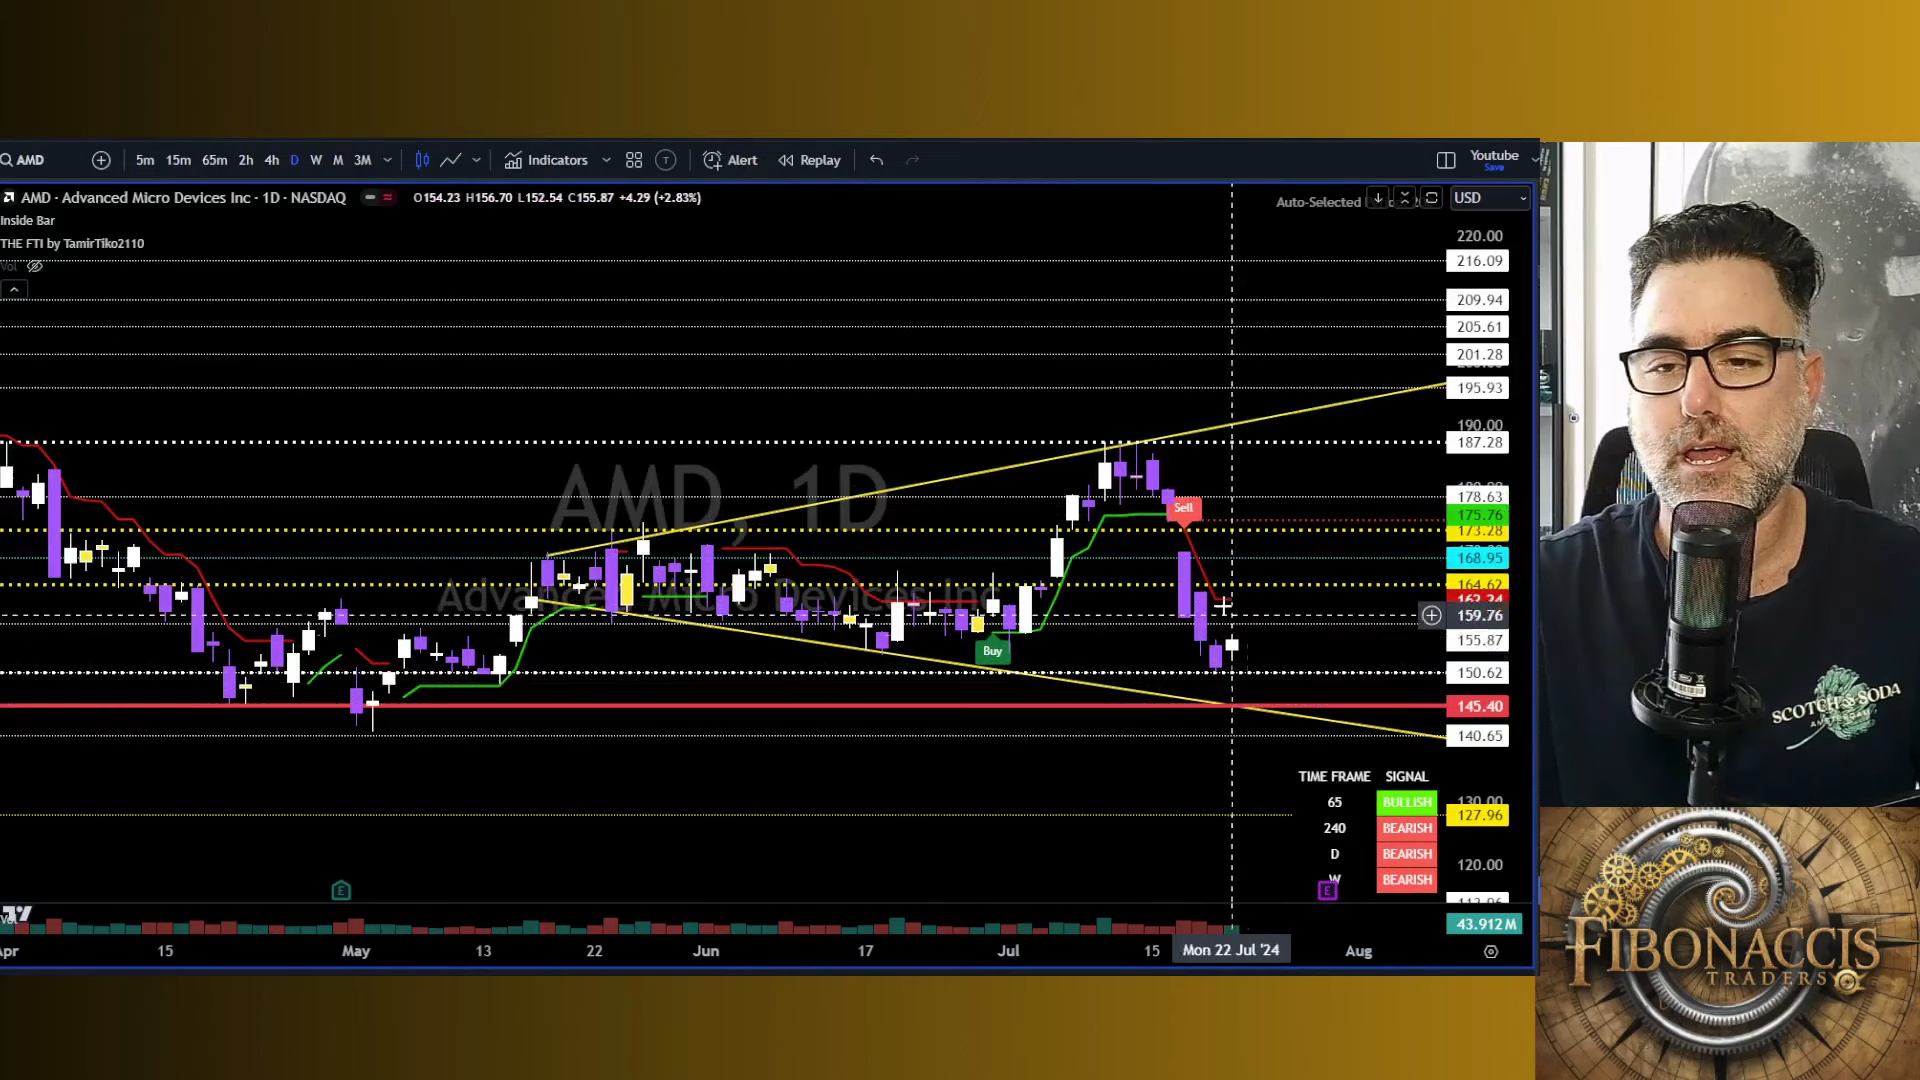 AMD
5m 15m 65m 2h 4h D W M 3M
Indicators
Alert
Replay
Youtube
Save
AMD · Advanced Micro Devices Inc · 1D · NASDAQ
O154.23 H156.70 L152.54 C155.87 +4.29 (+2.83%)
Auto-Selected
USD
Inside Bar
THE FTI by TamirTiko2110
Vol
220.00
216.09
209.94
205.61
201.28
195.93
190.00
187.28
AMD, 1D
Advanced Micro Devices Inc
178.63
Sell
175.76
173.28
168.95
164.62
162.24
159.76
155.87
Buy
150.62
145.40
140.65
TIME FRAME SIGNAL
65 BULLISH
240 BEARISH
D BEARISH
W BEARISH
130.00
127.96
120.00
E
E
43.912 M
Apr 15 May 13 22 Jun 17 Jul 15 Mon 22 Jul '24 Aug
SCOTCH & SODA
AMSTERDAM
FIBONACCIS
TRADERS